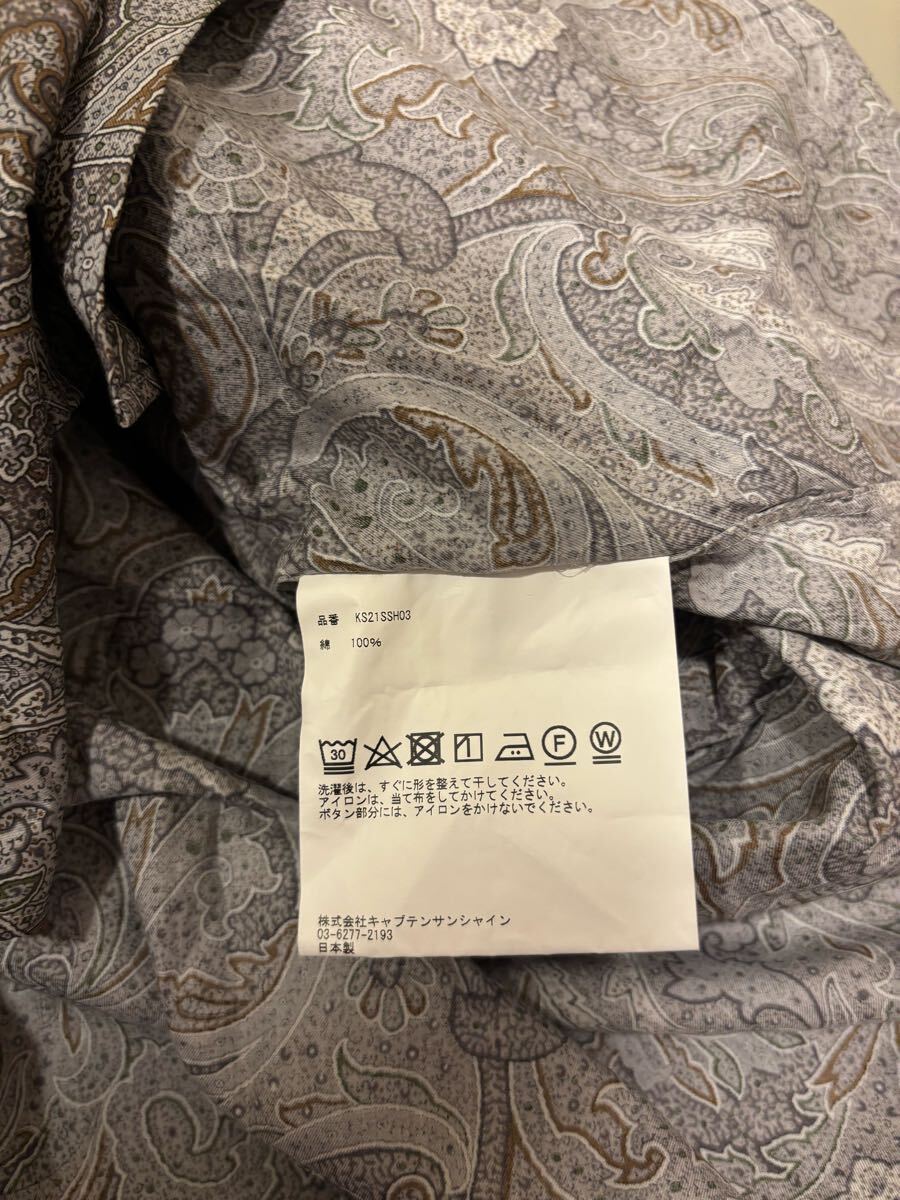 品番 KS21SSH03
綿 100%
30 F W
洗濯後は、すぐに形を整えて干してください。
アイロンは、当て布をしてかけてください。
ボタン部分には、アイロンをかけないでください。
株式会社キャプテンサンシャイン
03-6277-2193
日本製